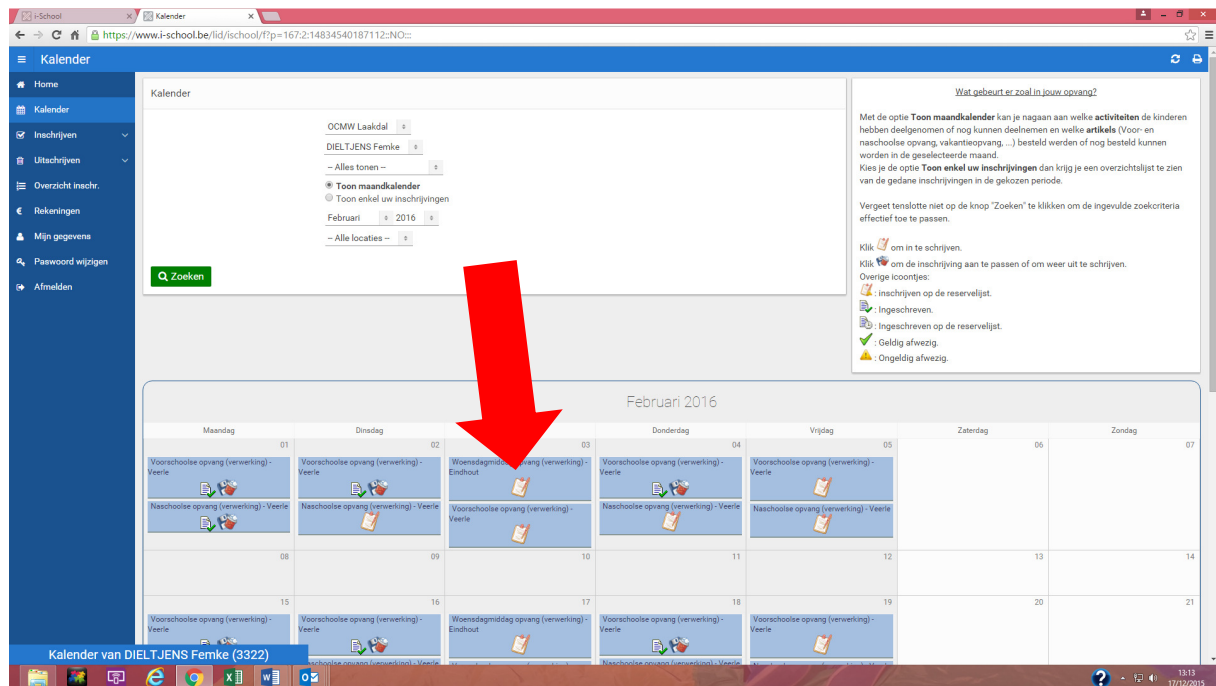 i-School
Kalender
https://www.i-school.be/lid/ischool/f?p=167:2:14834540187112::NO:::
Kalender
Home
Kalender
Inschrijven
Uitschrijven
Overzicht inschr.
Rekeningen
Mijn gegevens
Paswoord wijzigen
Afmelden
Kalender
OCMW Laakdal
DIELTJENS Femke
-- Alles tonen --
Toon maandkalender
Toon enkel uw inschrijvingen
Februari 2016
-- Alle locaties --
Zoeken
Wat gebeurt er zoal in jouw opvang?
Met de optie Toon maandkalender kan je nagaan aan welke activiteiten de kinderen
hebben deelgenomen of nog kunnen deelnemen en welke artikels (Voor- en
naschoolse opvang, vakantieopvang, ...) besteld werden of nog besteld kunnen
worden in de geselecteerde maand.
Kies je de optie Toon enkel uw inschrijvingen dan krijg je een overzichtslijst te zien
van de gedane inschrijvingen in de gekozen periode.
Vergeet tenslotte niet op de knop "Zoeken" te klikken om de ingevulde zoekcriteria
effectief toe te passen.
Klik om in te schrijven.
Klik om de inschrijving aan te passen of om weer uit te schrijven.
Overige icoontjes:
: inschrijven op de reservelijst.
: Ingeschreven.
: Ingeschreven op de reservelijst.
: Geldig afwezig.
: Ongeldig afwezig.
Februari 2016
Maandag Dinsdag Donderdag Vrijdag Zaterdag Zondag
01 02 03 04 05 06 07
Voorschoolse opvang (verwerking) - Veerle
Voorschoolse opvang (verwerking) - Veerle
Woensdagmiddag opvang (verwerking) - Eindhout
Voorschoolse opvang (verwerking) - Veerle
Voorschoolse opvang (verwerking) - Veerle
Naschoolse opvang (verwerking) - Veerle
Naschoolse opvang (verwerking) - Veerle
Voorschoolse opvang (verwerking) - Veerle
Naschoolse opvang (verwerking) - Veerle
Naschoolse opvang (verwerking) - Veerle
08 09 10 11 12 13 14
15 16 17 18 19 20 21
Voorschoolse opvang (verwerking) - Veerle
Voorschoolse opvang (verwerking) - Veerle
Woensdagmiddag opvang (verwerking) - Eindhout
Voorschoolse opvang (verwerking) - Veerle
Voorschoolse opvang (verwerking) - Veerle
Kalender van DIELTJENS Femke (3322)
13:13
17/12/2015